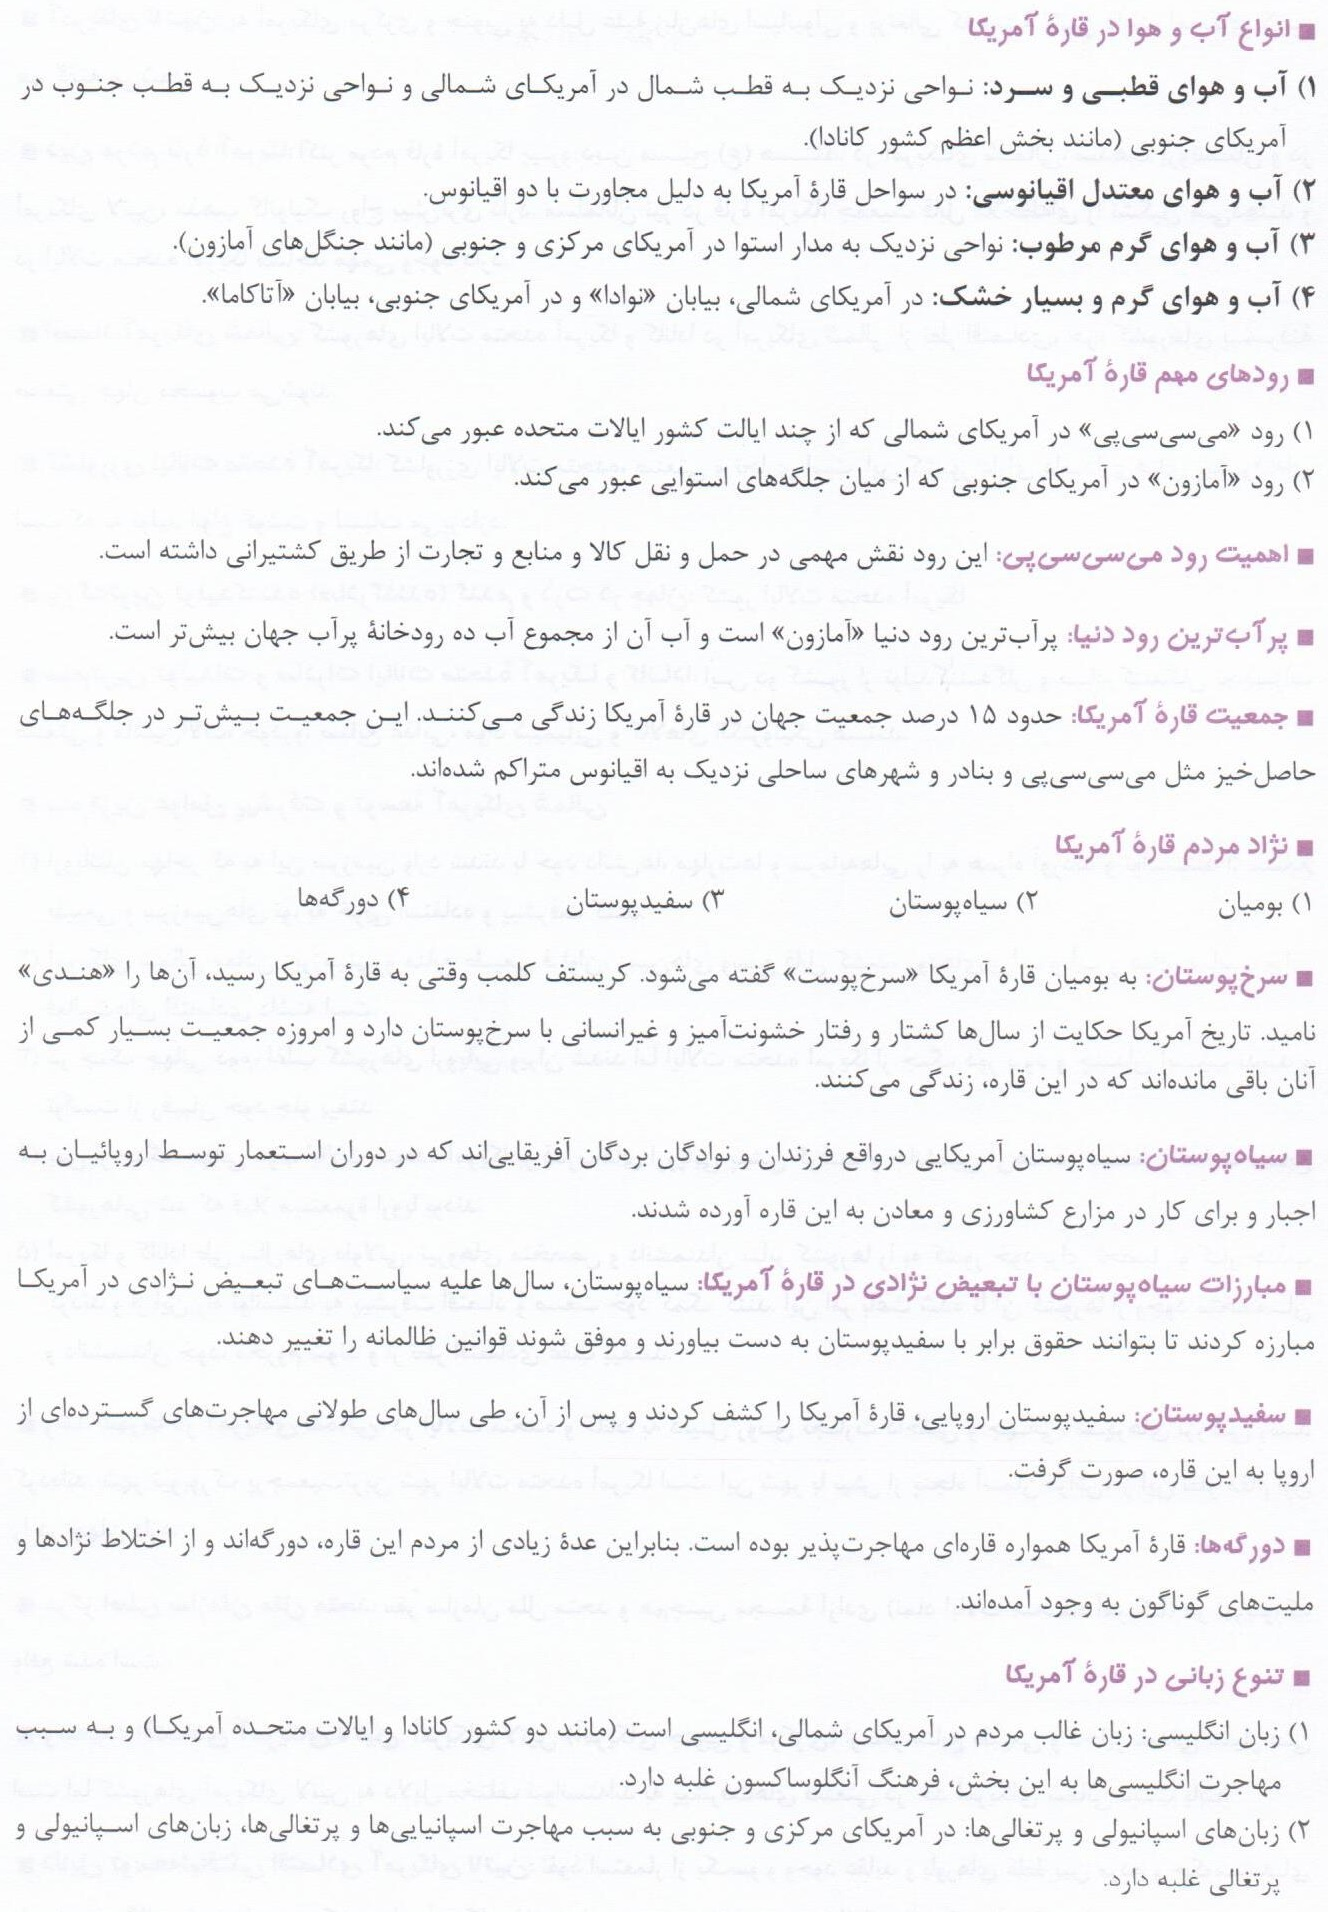 ■ انواع آب و هوا در قارهٔ آمریکا
۱) آب و هوای قطبی و سرد: نواحی نزدیک به قطب شمال در آمریکای شمالی و نواحی نزدیک به قطب جنوب در
آمریکای جنوبی (مانند بخش اعظم کشور کانادا).
۲) آب و هوای معتدل اقیانوسی: در سواحل قارهٔ آمریکا به دلیل مجاورت با دو اقیانوس.
۳) آب و هوای گرم مرطوب: نواحی نزدیک به مدار استوا در آمریکای مرکزی و جنوبی (مانند جنگل‌های آمازون).
۴) آب و هوای گرم و بسیار خشک: در آمریکای شمالی، بیابان «نوادا» و در آمریکای جنوبی، بیابان «آتاکاما».
■ رودهای مهم قارهٔ آمریکا
۱) رود «می‌سی‌سی‌پی» در آمریکای شمالی که از چند ایالت کشور ایالات متحده عبور می‌کند.
۲) رود «آمازون» در آمریکای جنوبی که از میان جلگه‌های استوایی عبور می‌کند.
■ اهمیت رود می‌سی‌سی‌پی: این رود نقش مهمی در حمل و نقل کالا و منابع و تجارت از طریق کشتیرانی داشته است.
■ پرآب‌ترین رود دنیا: پرآب‌ترین رود دنیا «آمازون» است و آب آن از مجموع آب ده رودخانهٔ پرآب جهان بیش‌تر است.
■ جمعیت قارهٔ آمریکا: حدود ۱۵ درصد جمعیت جهان در قارهٔ آمریکا زندگی می‌کنند. این جمعیت بیش‌تر در جلگه‌های
حاصل‌خیز مثل می‌سی‌سی‌پی و بنادر و شهرهای ساحلی نزدیک به اقیانوس متراکم شده‌اند.
■ نژاد مردم قارهٔ آمریکا
۱) بومیان ۲) سیاه‌پوستان ۳) سفیدپوستان ۴) دورگه‌ها
■ سرخ‌پوستان: به بومیان قارهٔ آمریکا «سرخ‌پوست» گفته می‌شود. کریستف کلمب وقتی به قارهٔ آمریکا رسید، آن‌ها را «هندی»
نامید. تاریخ آمریکا حکایت از سال‌ها کشتار و رفتار خشونت‌آمیز و غیرانسانی با سرخ‌پوستان دارد و امروزه جمعیت بسیار کمی از
آنان باقی مانده‌اند که در این قاره، زندگی می‌کنند.
■ سیاه‌پوستان: سیاه‌پوستان آمریکایی درواقع فرزندان و نوادگان بردگان آفریقایی‌اند که در دوران استعمار توسط اروپائیان به
اجبار و برای کار در مزارع کشاورزی و معادن به این قاره آورده شدند.
■ مبارزات سیاه‌پوستان با تبعیض نژادی در قارهٔ آمریکا: سیاه‌پوستان، سال‌ها علیه سیاست‌های تبعیض نژادی در آمریکا
مبارزه کردند تا بتوانند حقوق برابر با سفیدپوستان به دست بیاورند و موفق شوند قوانین ظالمانه را تغییر دهند.
■ سفیدپوستان: سفیدپوستان اروپایی، قارهٔ آمریکا را کشف کردند و پس از آن، طی سال‌های طولانی مهاجرت‌های گسترده‌ای از
اروپا به این قاره، صورت گرفت.
■ دورگه‌ها: قارهٔ آمریکا همواره قاره‌ای مهاجرت‌پذیر بوده است. بنابراین عدهٔ زیادی از مردم این قاره، دورگه‌اند و از اختلاط نژادها و
ملیت‌های گوناگون به وجود آمده‌اند.
■ تنوع زبانی در قارهٔ آمریکا
۱) زبان انگلیسی: زبان غالب مردم در آمریکای شمالی، انگلیسی است (مانند دو کشور کانادا و ایالات متحده آمریکا) و به سبب
مهاجرت انگلیسی‌ها به این بخش، فرهنگ آنگلوساکسون غلبه دارد.
۲) زبان‌های اسپانیولی و پرتغالی‌ها: در آمریکای مرکزی و جنوبی به سبب مهاجرت اسپانیایی‌ها و پرتغالی‌ها، زبان‌های اسپانیولی و
پرتغالی غلبه دارد.